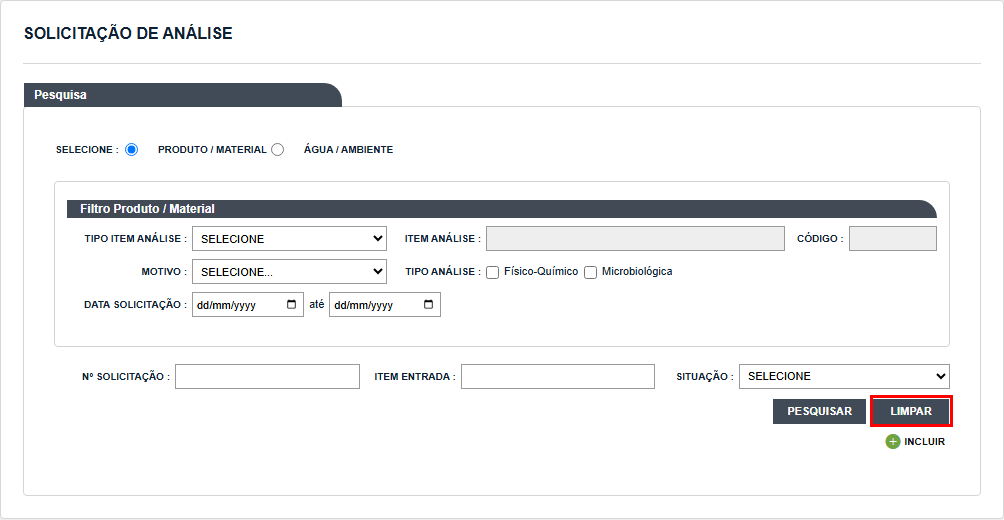 SOLICITAÇÃO DE ANÁLISE
Pesquisa
SELECIONE : PRODUTO / MATERIAL ÁGUA / AMBIENTE
Filtro Produto / Material
TIPO ITEM ANÁLISE : SELECIONE ITEM ANÁLISE : CÓDIGO :
MOTIVO : SELECIONE... TIPO ANÁLISE : Físico-Químico Microbiológica
DATA SOLICITAÇÃO : dd/mm/yyyy até dd/mm/yyyy
Nº SOLICITAÇÃO : ITEM ENTRADA : SITUAÇÃO : SELECIONE
PESQUISAR LIMPAR
INCLUIR